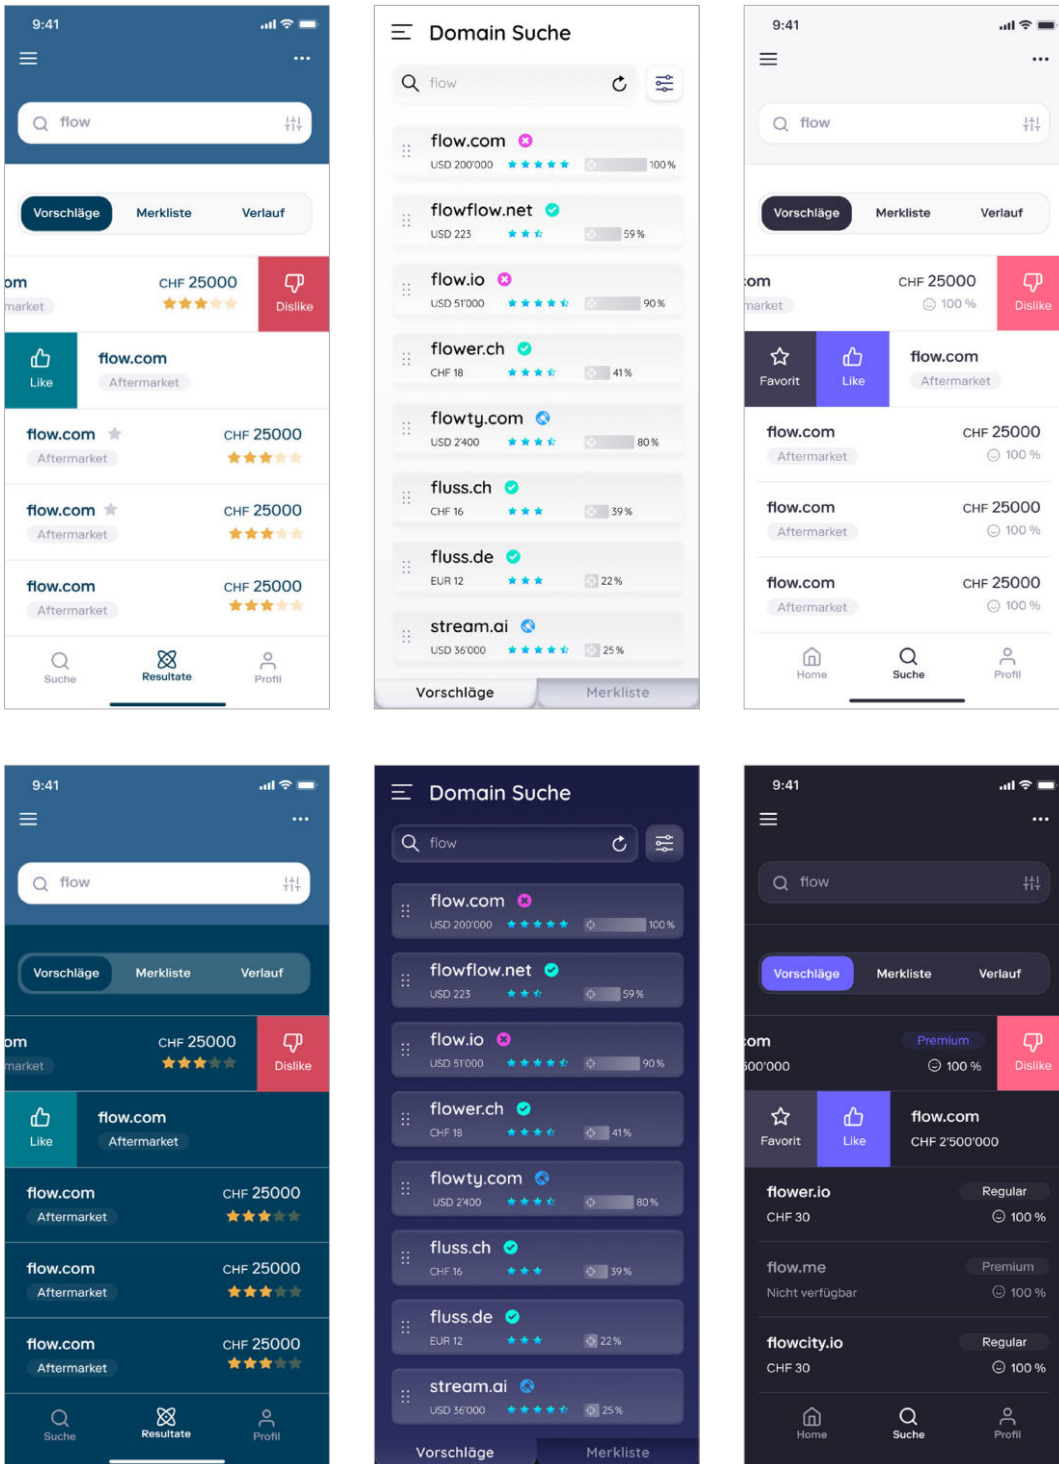 9:41
flow
Vorschläge Merkliste Verlauf
om CHF 25000
market Dislike
flow.com
Like Aftermarket
flow.com CHF 25000
Aftermarket
flow.com CHF 25000
Aftermarket
flow.com CHF 25000
Aftermarket
Suche Resultate Profil
Domain Suche
flow
flow.com
USD 200'000 100 %
flowflow.net
USD 223 59 %
flow.io
USD 51'000 90 %
flower.ch
CHF 18 41 %
flowty.com
USD 2'400 80 %
fluss.ch
CHF 16 39 %
fluss.de
EUR 12 22 %
stream.ai
USD 36'000 25 %
Vorschläge Merkliste
9:41
flow
Vorschläge Merkliste Verlauf
com CHF 25000
market 100 % Dislike
flow.com
Favorit Like Aftermarket
flow.com CHF 25000
Aftermarket 100 %
flow.com CHF 25000
Aftermarket 100 %
flow.com CHF 25000
Aftermarket 100 %
Home Suche Profil
9:41
flow
Vorschläge Merkliste Verlauf
om CHF 25000
market Dislike
flow.com
Like Aftermarket
flow.com CHF 25000
Aftermarket
flow.com CHF 25000
Aftermarket
flow.com CHF 25000
Aftermarket
Suche Resultate Profil
Domain Suche
flow
flow.com
USD 200'000 100 %
flowflow.net
USD 223 59 %
flow.io
USD 51'000 90 %
flower.ch
CHF 18 41 %
flowty.com
USD 2'400 80 %
fluss.ch
CHF 16 39 %
fluss.de
EUR 12 22 %
stream.ai
USD 36'000 25 %
Vorschläge Merkliste
9:41
flow
Vorschläge Merkliste Verlauf
com Premium
500'000 100 % Dislike
flow.com
Favorit Like CHF 2'500'000
flower.io Regular
CHF 30 100 %
flow.me Premium
Nicht verfügbar 100 %
flowcity.io Regular
CHF 30 100 %
Home Suche Profil